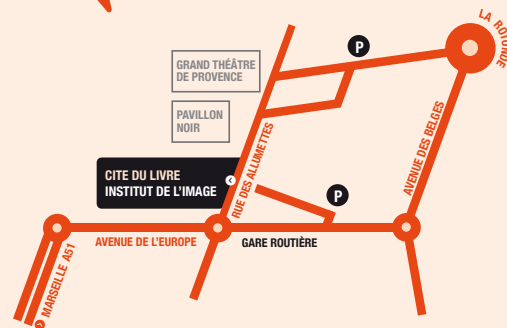 LA ROTONDE
P
GRAND THÉÂTRE
DE PROVENCE
PAVILLON
NOIR
RUE DES ALLUMETTES
AVENUE DES BELGES
CITE DU LIVRE
INSTITUT DE L'IMAGE
P
AVENUE DE L'EUROPE
GARE ROUTIÈRE
MARSEILLE A51